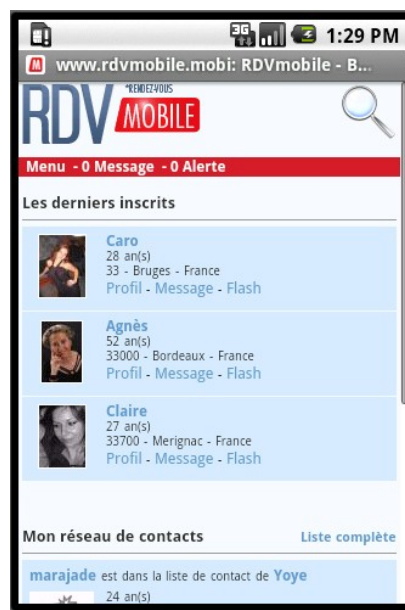 3G 1:29 PM
www.rdvmobile.mobi: RDVmobile - B...
*RENDEZ-VOUS
RDV MOBILE
Menu - 0 Message - 0 Alerte
Les derniers inscrits
Caro
28 an(s)
33 - Bruges - France
Profil - Message - Flash
Agnès
52 an(s)
33000 - Bordeaux - France
Profil - Message - Flash
Claire
27 an(s)
33700 - Merignac - France
Profil - Message - Flash
Mon réseau de contacts Liste complète
marajade est dans la liste de contact de Yoye
24 an(s)